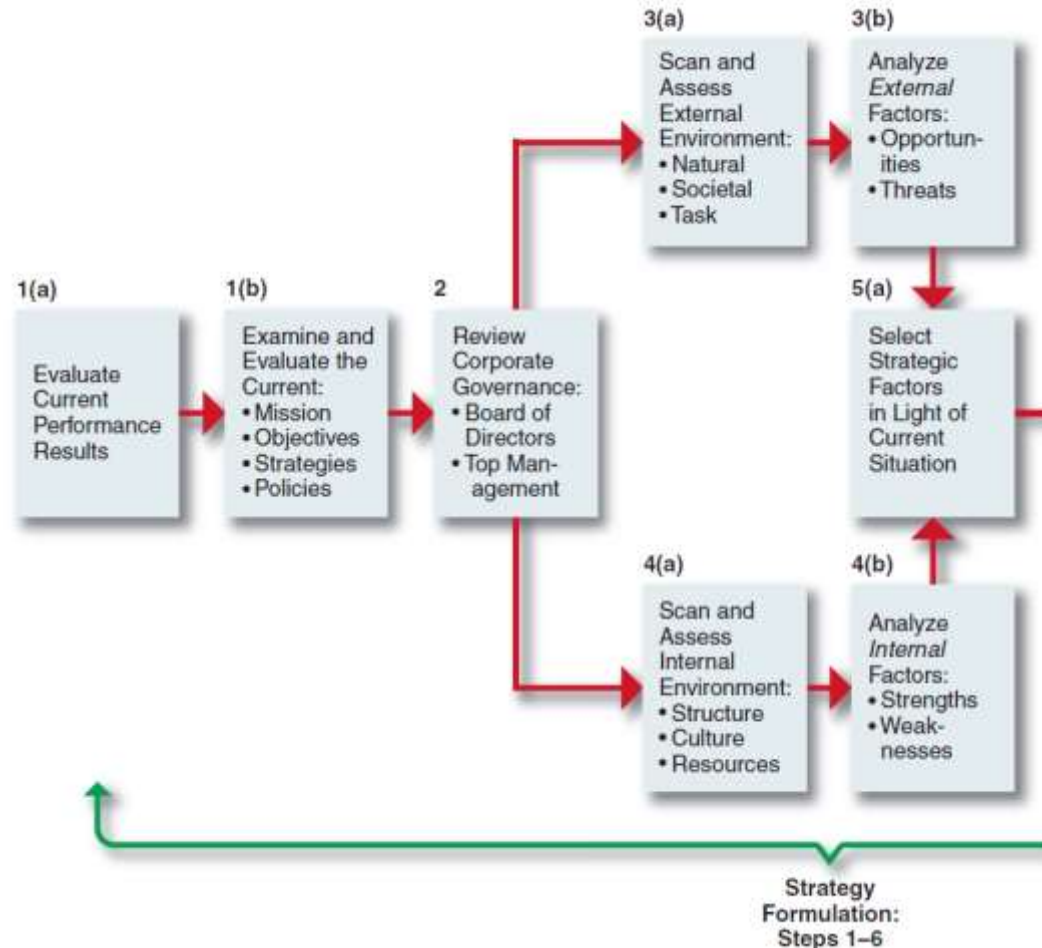 3(a)
Scan and
Assess
External
Environment:
• Natural
• Societal
• Task
3(b)
Analyze
External
Factors:
• Opportun-
ities
• Threats
1(a)
Evaluate
Current
Performance
Results
1(b)
Examine and
Evaluate the
Current:
• Mission
• Objectives
• Strategies
• Policies
2
Review
Corporate
Governance:
• Board of
Directors
• Top Man-
agement
5(a)
Select
Strategic
Factors
in Light of
Current
Situation
4(a)
Scan and
Assess
Internal
Environment:
• Structure
• Culture
• Resources
4(b)
Analyze
Internal
Factors:
• Strengths
• Weak-
nesses
Strategy
Formulation:
Steps 1–6